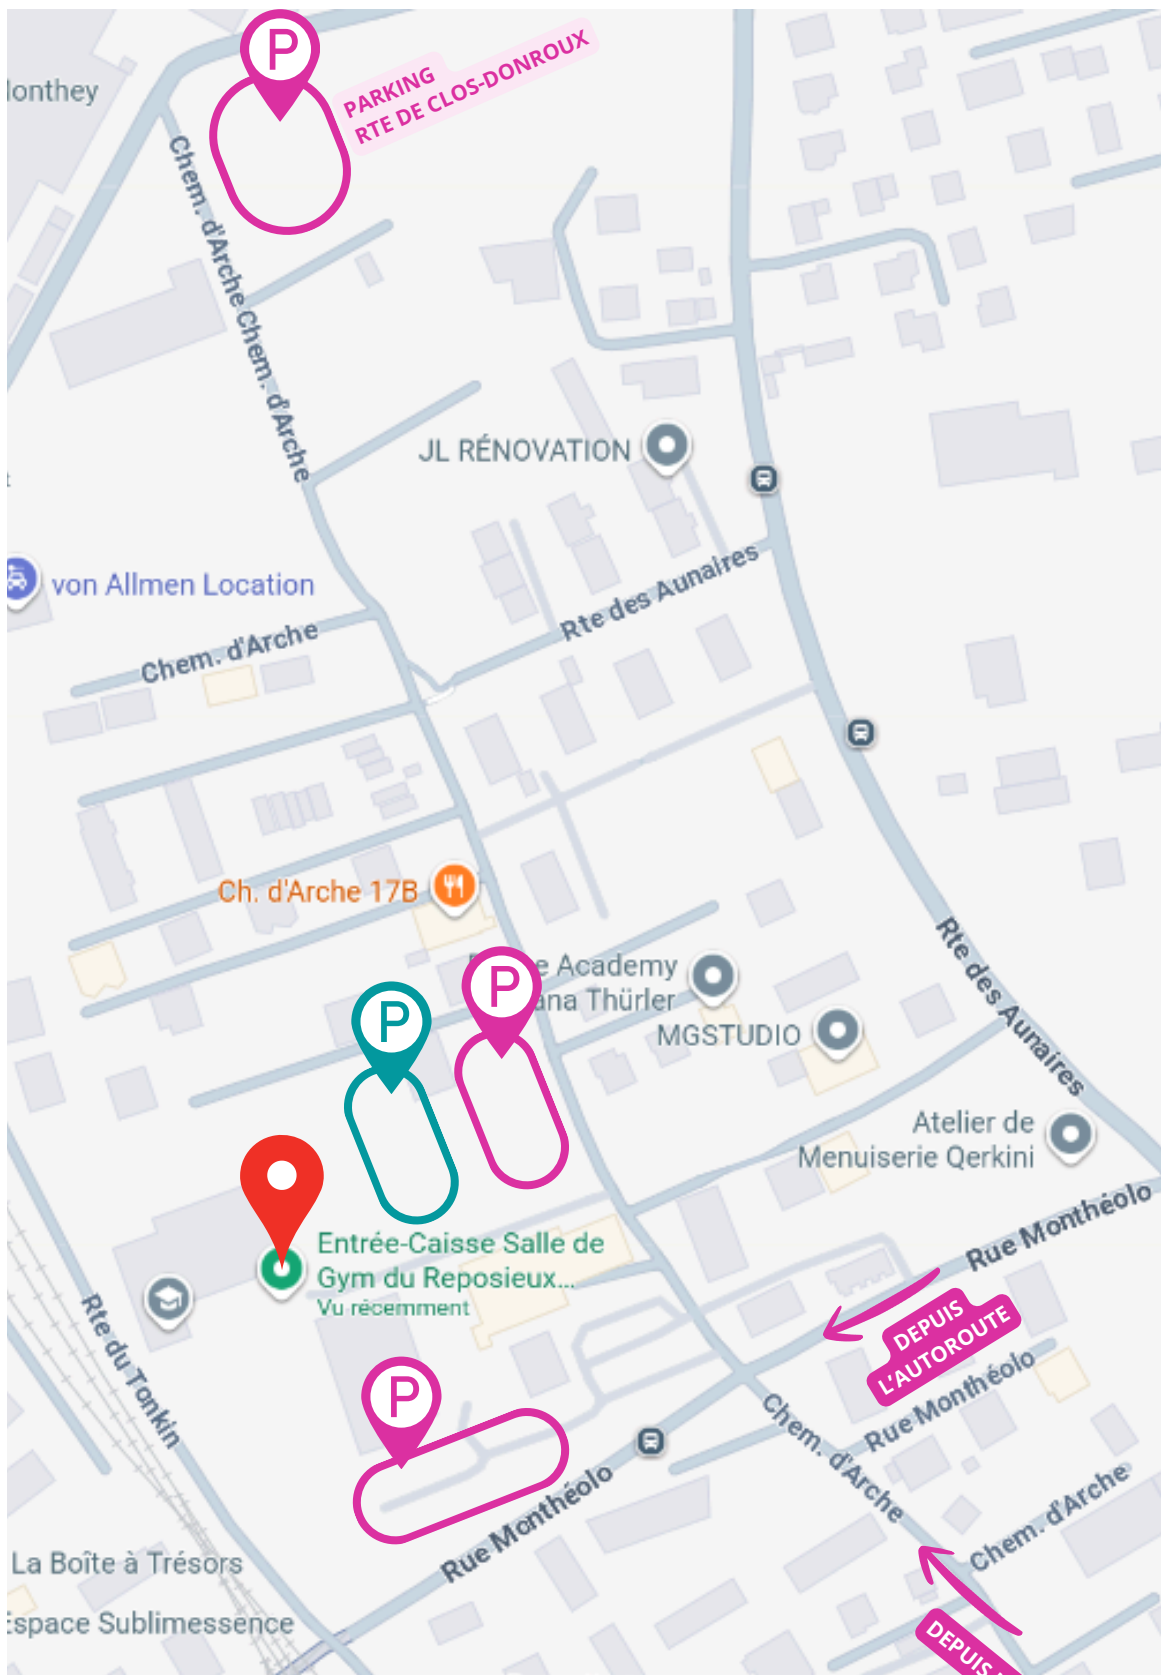 P
PARKING
RTE DE CLOS-DONROUX
Chem. d'Arche
Chem. d'Arche
JL RÉNOVATION
von Allmen Location
Rte des Aunaires
Chem. d'Arche
Ch. d'Arche 17B
Academy
Thürler
P
P
MGSTUDIO
Rte des Aunaires
Atelier de
Menuiserie Qerkini
Rue Monthéolo
Entrée-Caisse Salle de
Gym du Reposieux...
Vu récemment
DEPUIS
L'AUTOROUTE
Rte du Tonkin
P
Rue Monthéolo
Chem. d'Arche
Rue Monthéolo
Chem. d'Arche
La Boîte à Trésors
Espace Sublimessence
DEPUIS